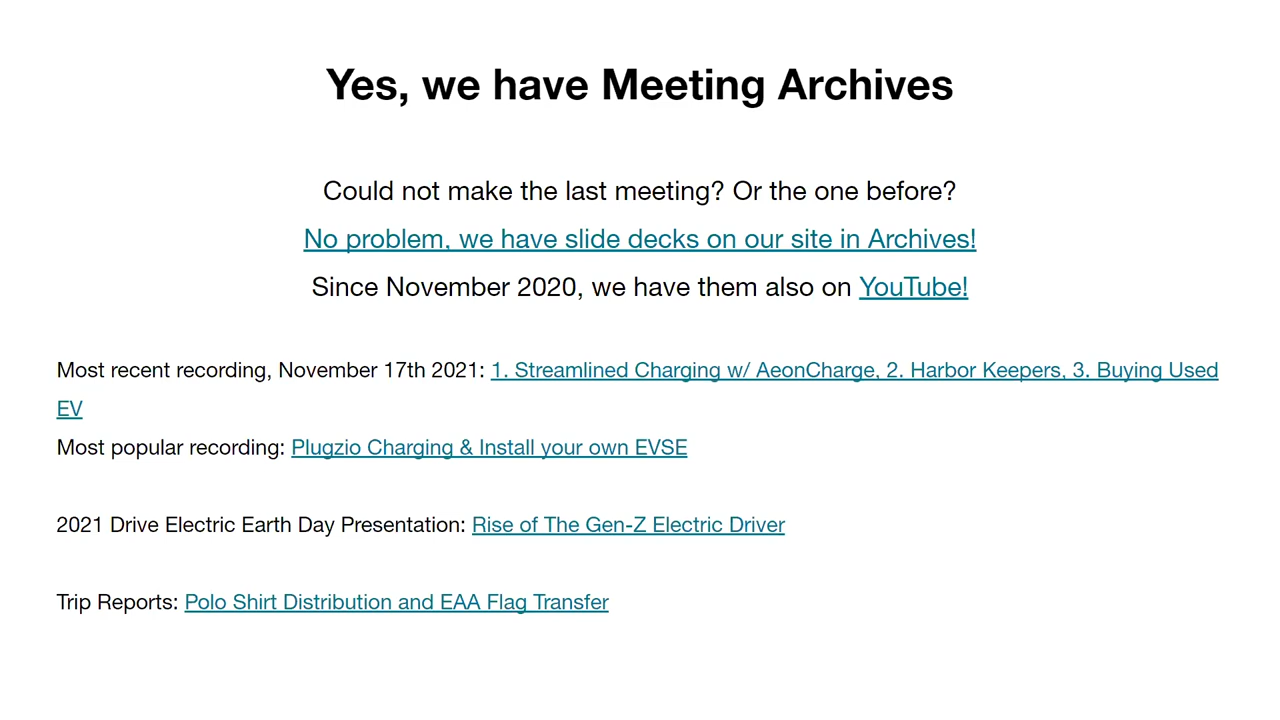 Yes, we have Meeting Archives
Could not make the last meeting? Or the one before?
No problem, we have slide decks on our site in Archives!
Since November 2020, we have them also on YouTube!
Most recent recording, November 17th 2021: 1. Streamlined Charging w/ AeonCharge, 2. Harbor Keepers, 3. Buying Used
EV
Most popular recording: Plugzio Charging & Install your own EVSE
2021 Drive Electric Earth Day Presentation: Rise of The Gen-Z Electric Driver
Trip Reports: Polo Shirt Distribution and EAA Flag Transfer